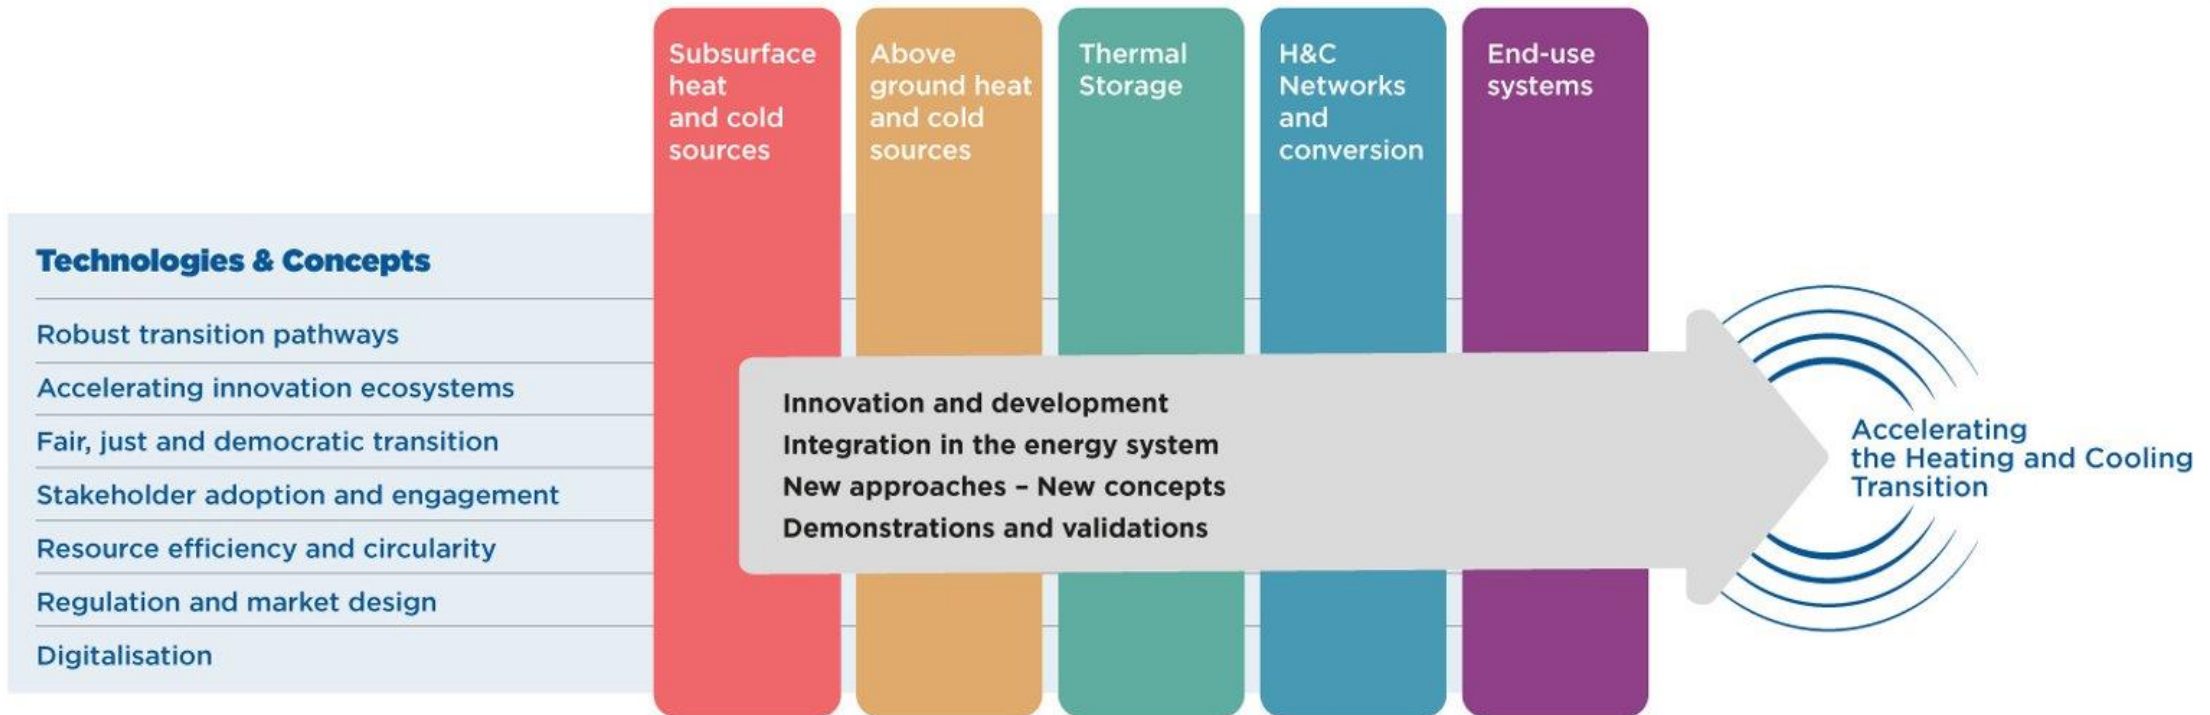 Subsurface
heat
and cold
sources
Above
ground heat
and cold
sources
Thermal
Storage
H&C
Networks
and
conversion
End-use
systems
Technologies & Concepts
Robust transition pathways
Accelerating innovation ecosystems
Fair, just and democratic transition
Stakeholder adoption and engagement
Resource efficiency and circularity
Regulation and market design
Digitalisation
Innovation and development
Integration in the energy system
New approaches – New concepts
Demonstrations and validations
Accelerating
the Heating and Cooling
Transition